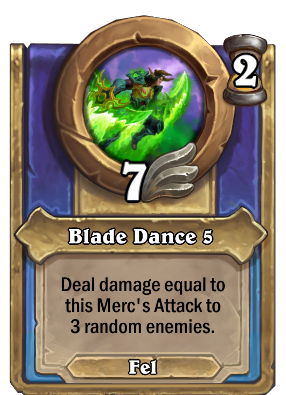 2
7
Blade Dance 5
Deal damage equal to
this Merc's Attack to
3 random enemies.
Fel